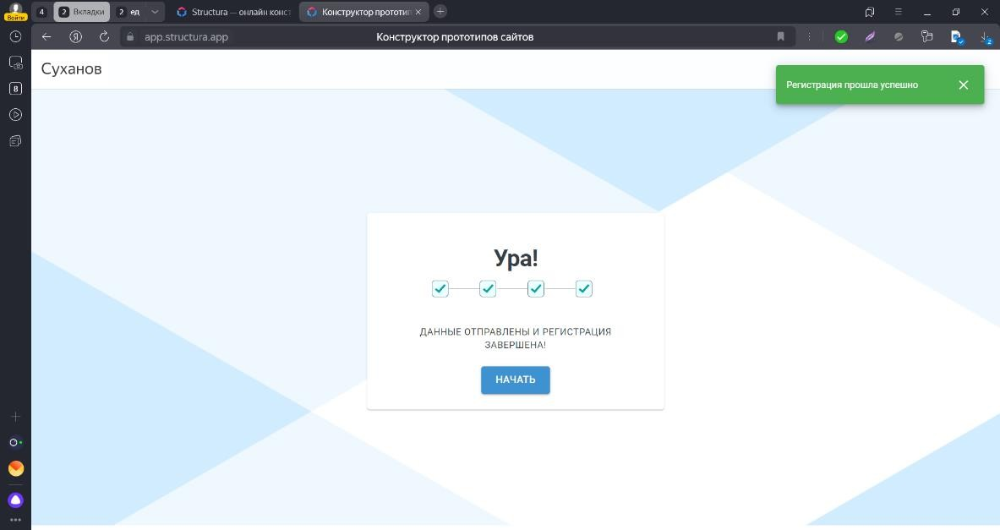 4
2 Вкладки
2 ед
Structura — онлайн конст
Конструктор прототип
Войти
Я
app.structura.app
Конструктор прототипов сайтов
2
8
Суханов
Регистрация прошла успешно
Ура!
ДАННЫЕ ОТПРАВЛЕНЫ И РЕГИСТРАЦИЯ
ЗАВЕРШЕНА!
НАЧАТЬ